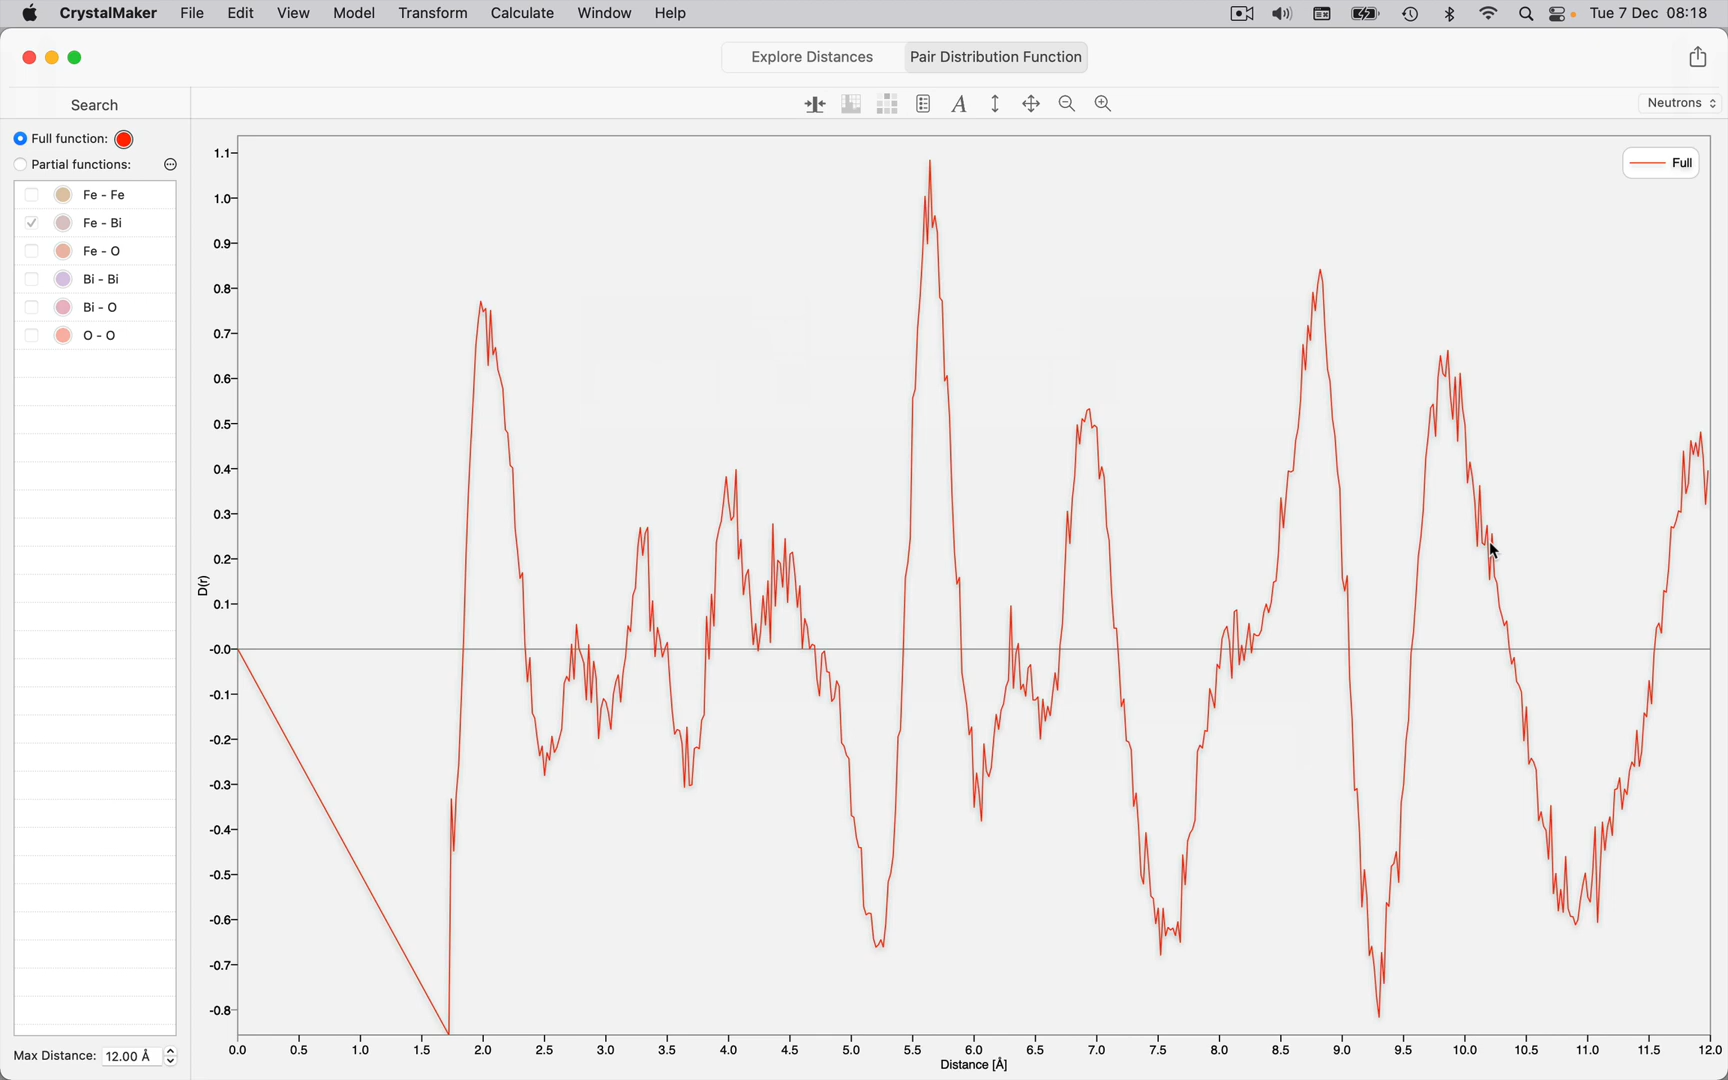 CrystalMaker File Edit View Model Transform Calculate Window Help Tue 7 Dec 08:18
Explore Distances Pair Distribution Function
Search A Neutrons
Full function:
Partial functions:
Fe - Fe
Fe - Bi
Fe - O
Bi - Bi
Bi - O
O - O
Max Distance: 12.00 Å
Full
1.1
1.0
0.9
0.8
0.7
0.6
0.5
0.4
0.3
0.2
0.1
-0.0
-0.1
-0.2
-0.3
-0.4
-0.5
-0.6
-0.7
-0.8
D(r)
0.0 0.5 1.0 1.5 2.0 2.5 3.0 3.5 4.0 4.5 5.0 5.5 6.0 6.5 7.0 7.5 8.0 8.5 9.0 9.5 10.0 10.5 11.0 11.5 12.0
Distance [Å]